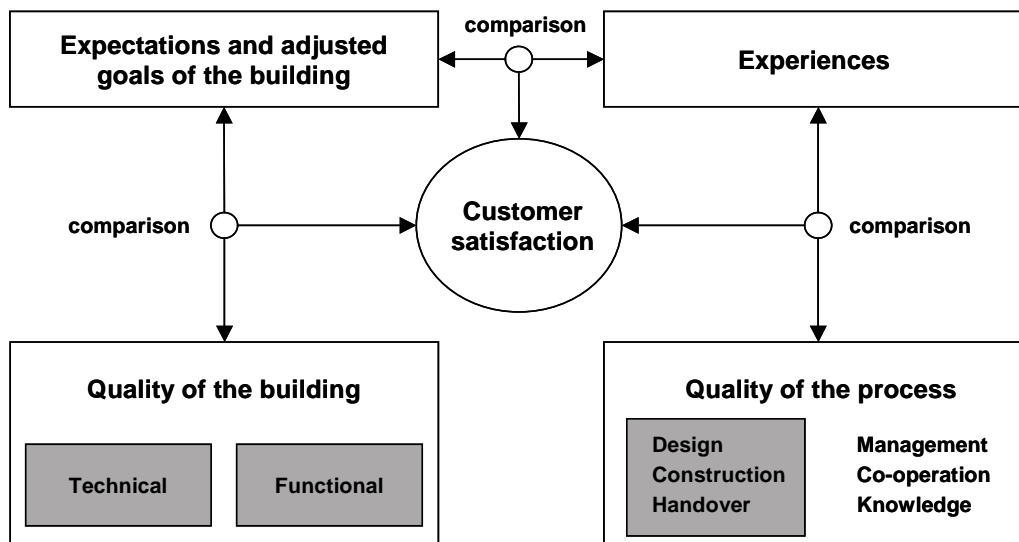 comparison
Expectations and adjusted
goals of the building
Experiences
Customer
satisfaction
comparison
comparison
Quality of the building
Technical
Functional
Quality of the process
Design
Construction
Handover
Management
Co-operation
Knowledge